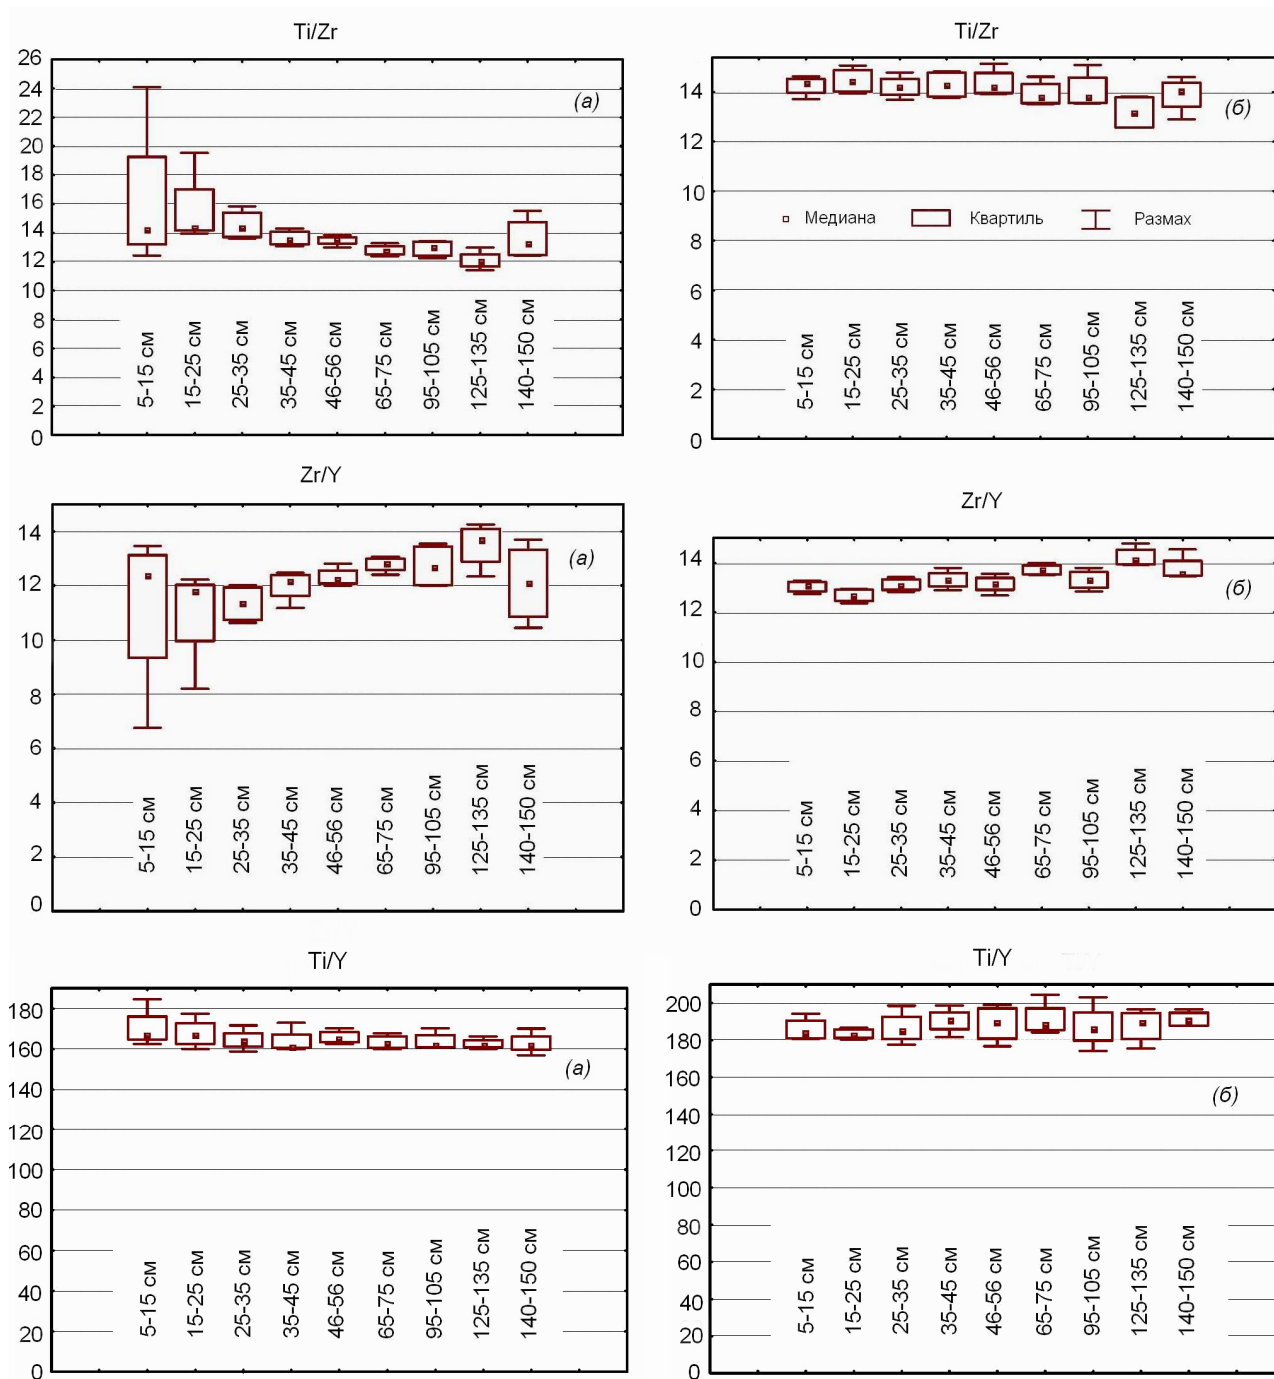 Ti/Zr
26
24
22
20
18
16
14
12
10
8
6
4
2
0
(а)
5-15 см
15-25 см
25-35 см
35-45 см
46-56 см
65-75 см
95-105 см
125-135 см
140-150 см
Ti/Zr
14
12
10
8
6
4
2
0
(б)
Медиана Квартиль Размах
5-15 см
15-25 см
25-35 см
35-45 см
46-56 см
65-75 см
95-105 см
125-135 см
140-150 см
Zr/Y
14
12
10
8
6
4
2
0
(а)
5-15 см
15-25 см
25-35 см
35-45 см
46-56 см
65-75 см
95-105 см
125-135 см
140-150 см
Zr/Y
14
12
10
8
6
4
2
0
(б)
5-15 см
15-25 см
25-35 см
35-45 см
46-56 см
65-75 см
95-105 см
125-135 см
140-150 см
Ti/Y
180
160
140
120
100
80
60
40
20
0
(а)
5-15 см
15-25 см
25-35 см
35-45 см
46-56 см
65-75 см
95-105 см
125-135 см
140-150 см
Ti/Y
200
180
160
140
120
100
80
60
40
20
0
(б)
5-15 см
15-25 см
25-35 см
35-45 см
46-56 см
65-75 см
95-105 см
125-135 см
140-150 см